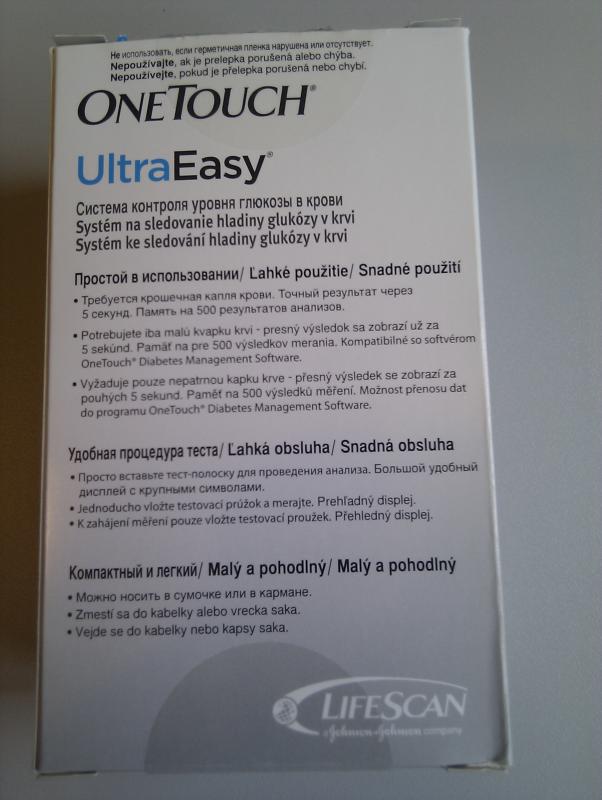 Не использовать, если герметичная пленка нарушена или отсутствует.
Nepoužívajte, ak je prelepka porušená alebo chýba.
Nepoužívejte, pokud je přelepka porušená nebo chybí.
ONETOUCH®
UltraEasy®
Система контроля уровня глюкозы в крови
Systém na sledovanie hladiny glukózy v krvi
Systém ke sledování hladiny glukózy v krvi
Простой в использовании/ Ľahké použitie/ Snadné použití
• Требуется крошечная капля крови. Точный результат через
5 секунд. Память на 500 результатов анализов.
• Potrebujete iba malú kvapku krvi - presný výsledok sa zobrazí už za
5 sekúnd. Pamäť na pre 500 výsledkov merania. Kompatibilné so softvérom
OneTouch® Diabetes Management Software.
• Vyžaduje pouze nepatrnou kapku krve - přesný výsledek se zobrazí za
pouhých 5 sekund. Paměť na 500 výsledků měření. Možnost přenosu dat
do programu OneTouch® Diabetes Management Software.
Удобная процедура теста/ Ľahká obsluha/ Snadná obsluha
• Просто вставьте тест-полоску для проведения анализа. Большой удобный
дисплей с крупными символами.
• Jednoducho vložte testovací prúžok a merajte. Prehľadný displej.
• K zahájení měření pouze vložte testovací proužek. Přehledný displej.
Компактный и легкий/ Malý a pohodlný/ Malý a pohodlný
• Можно носить в сумочке или в кармане.
• Zmestí sa do kabelky alebo vrecka saka.
• Vejde se do kabelky nebo kapsy saka.
LIFESCAN
a Johnson&Johnson company